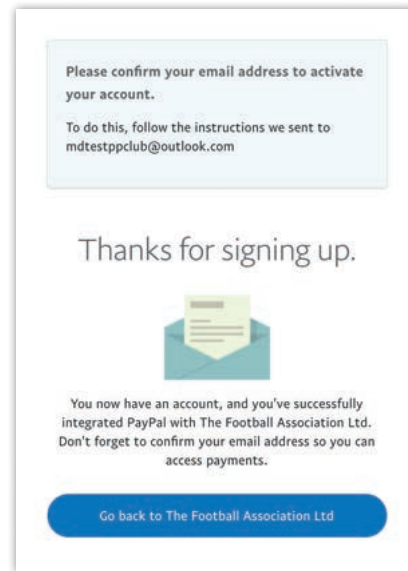 Please confirm your email address to activate
your account.
To do this, follow the instructions we sent to
mdtestppclub@outlook.com
Thanks for signing up.
You now have an account, and you've successfully
integrated PayPal with The Football Association Ltd.
Don't forget to confirm your email address so you can
access payments.
Go back to The Football Association Ltd